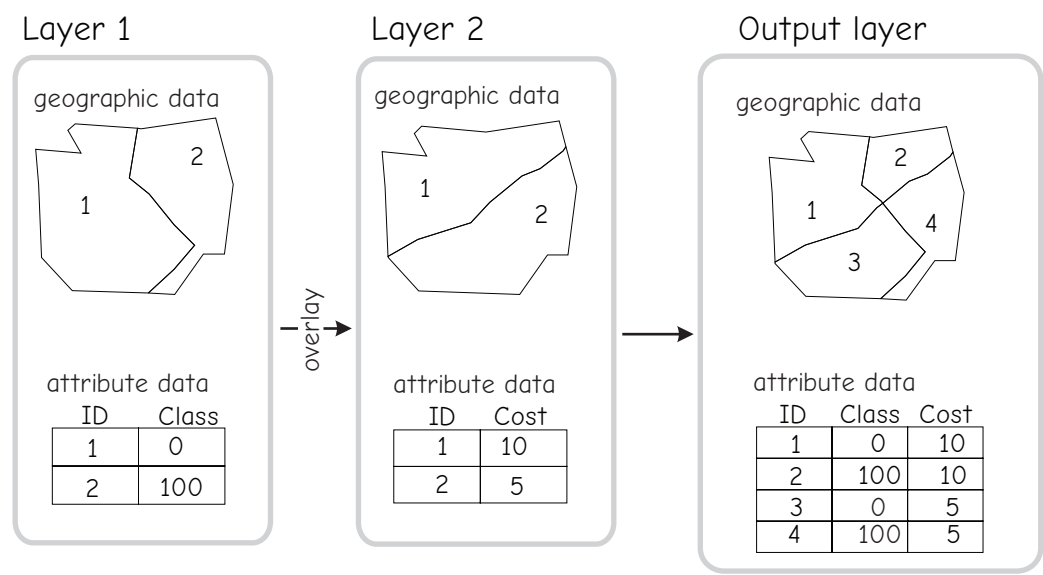 Layer 1
geographic data
1
2
attribute data
ID Class
1 0
2 100
overlay
Layer 2
geographic data
1
2
attribute data
ID Cost
1 10
2 5
Output layer
geographic data
2
1
4
3
attribute data
ID Class Cost
1 0 10
2 100 10
3 0 5
4 100 5